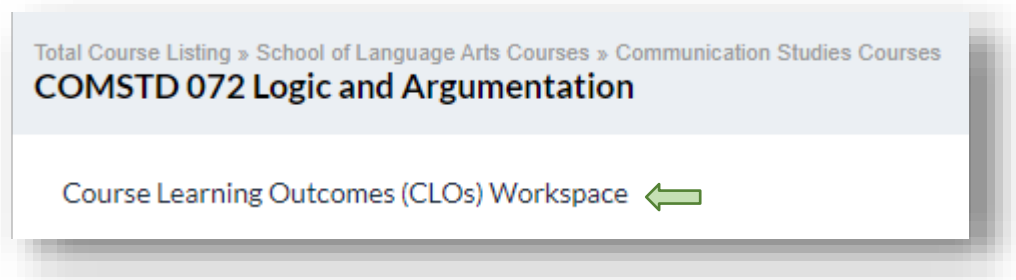 Total Course Listing » School of Language Arts Courses » Communication Studies Courses
COMSTD 072 Logic and Argumentation
Course Learning Outcomes (CLOs) Workspace